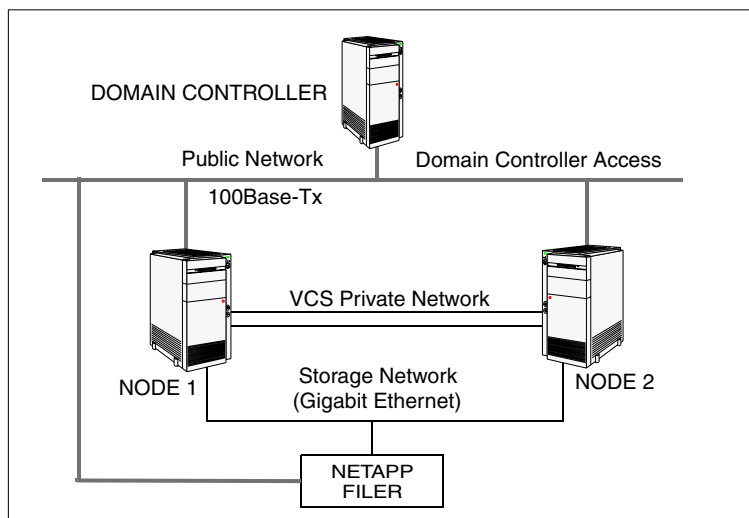 DOMAIN CONTROLLER
Public Network
Domain Controller Access
100Base-Tx
VCS Private Network
NODE 1
Storage Network
(Gigabit Ethernet)
NODE 2
NETAPP
FILER